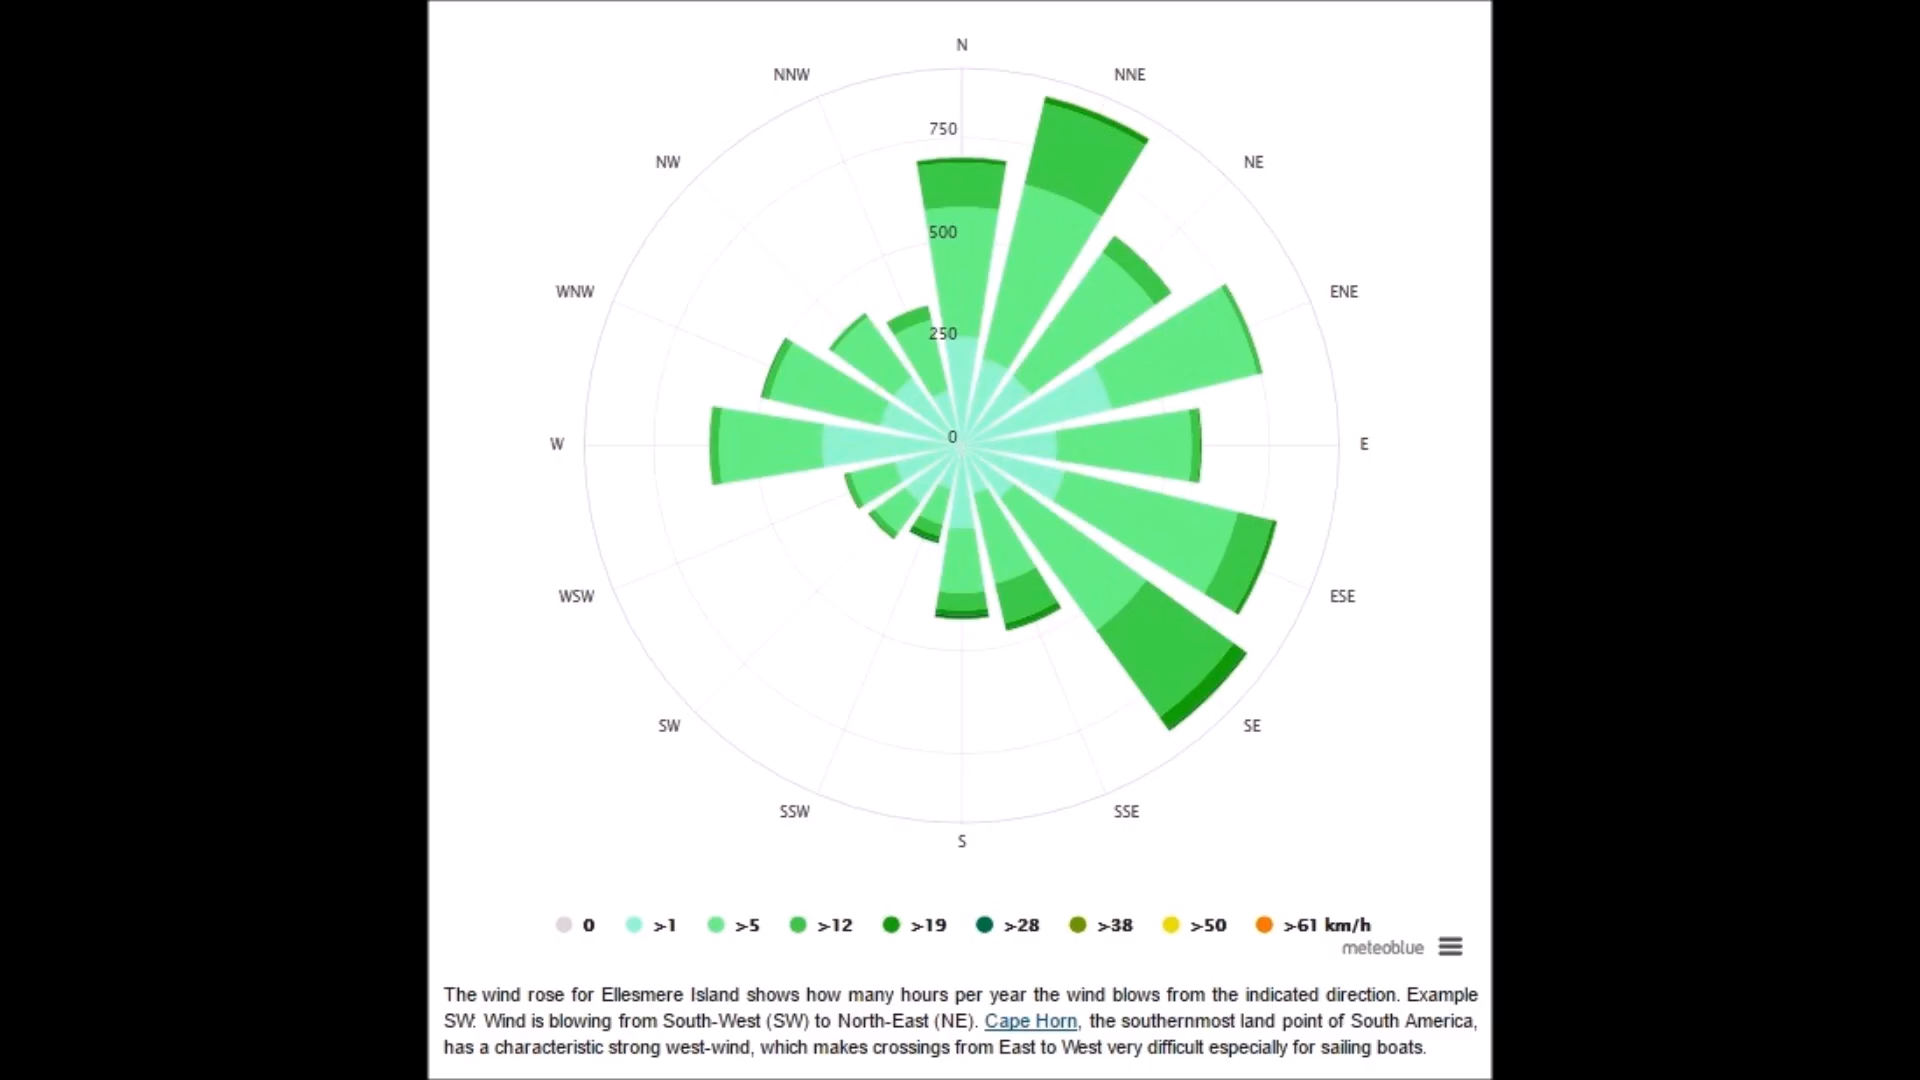 N
NNW
NNE
750
NW
NE
500
WNW
ENE
250
0
W
E
WSW
ESE
SW
SE
SSW
SSE
S
0 >1 >5 >12 >19 >28 >38 >50 >61 km/h
meteoblue
The wind rose for Ellesmere Island shows how many hours per year the wind blows from the indicated direction. Example
SW: Wind is blowing from South-West (SW) to North-East (NE). Cape Horn, the southernmost land point of South America,
has a characteristic strong west-wind, which makes crossings from East to West very difficult especially for sailing boats.